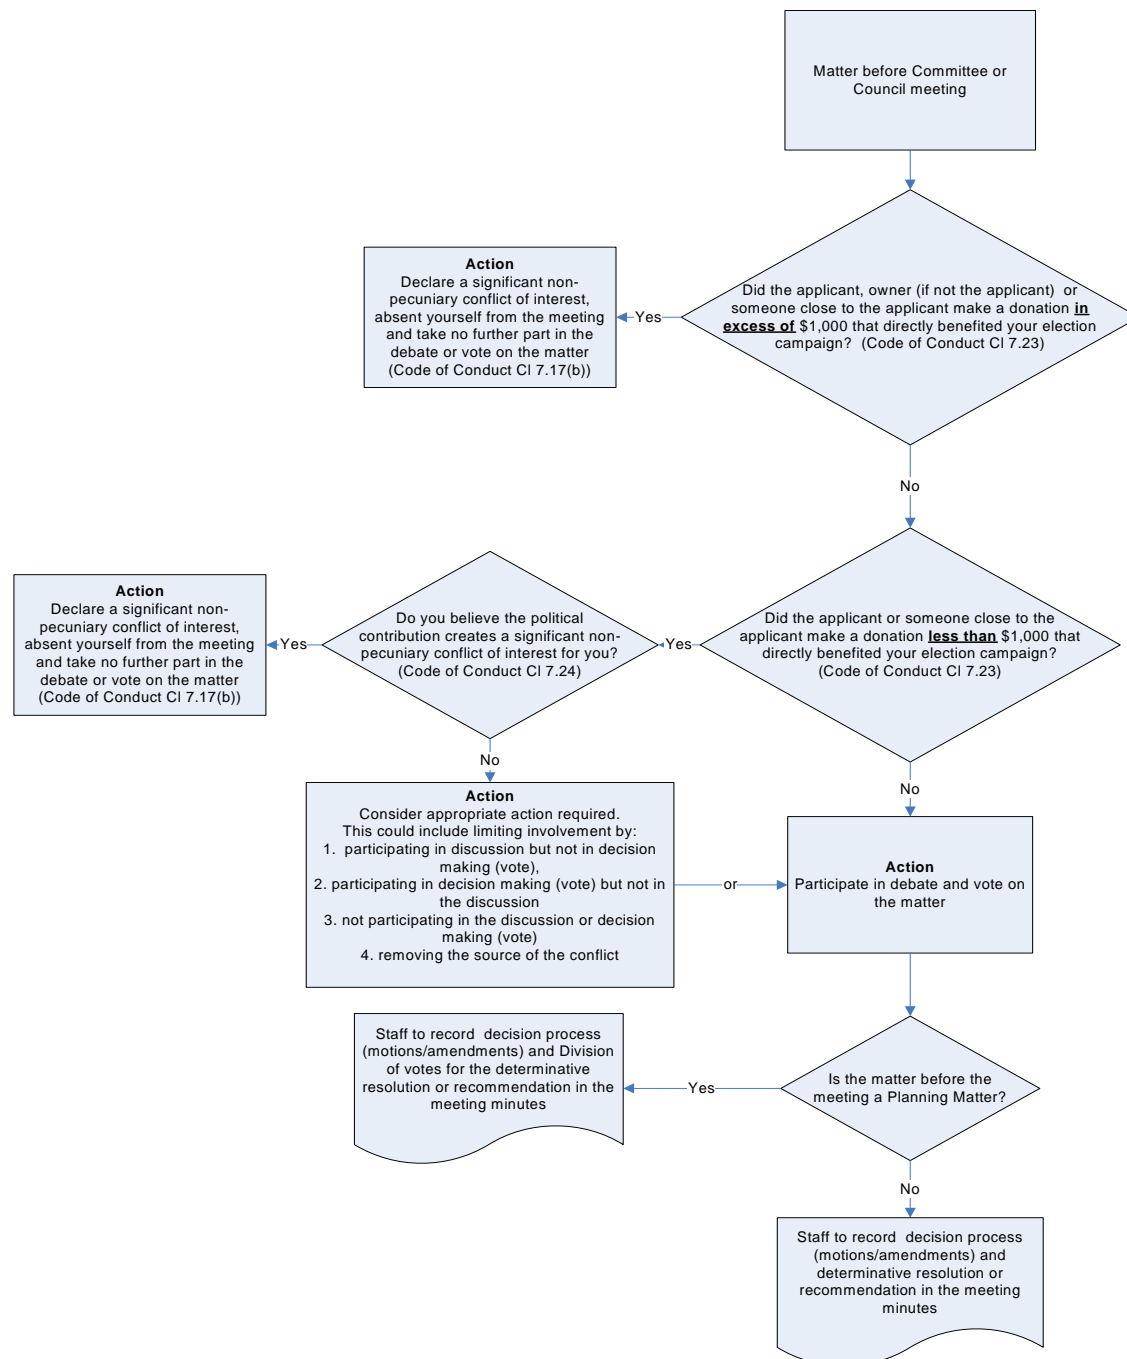 Matter before Committee or
Council meeting
Did the applicant, owner (if not the applicant) or
someone close to the applicant make a donation in
excess of $1,000 that directly benefited your election
campaign? (Code of Conduct Cl 7.23)
Yes
Action
Declare a significant non-
pecuniary conflict of interest,
absent yourself from the meeting
and take no further part in the
debate or vote on the matter
(Code of Conduct Cl 7.17(b))
No
Did the applicant or someone close to the
applicant make a donation less than $1,000 that
directly benefited your election campaign?
(Code of Conduct Cl 7.23)
Yes
Do you believe the political
contribution creates a significant non-
pecuniary conflict of interest for you?
(Code of Conduct Cl 7.24)
Yes
Action
Declare a significant non-
pecuniary conflict of interest,
absent yourself from the meeting
and take no further part in the
debate or vote on the matter
(Code of Conduct Cl 7.17(b))
No
Action
Consider appropriate action required.
This could include limiting involvement by:
1. participating in discussion but not in decision
making (vote),
2. participating in decision making (vote) but not in
the discussion
3. not participating in the discussion or decision
making (vote)
4. removing the source of the conflict
or
No
Action
Participate in debate and vote on
the matter
Is the matter before the
meeting a Planning Matter?
Yes
Staff to record decision process
(motions/amendments) and Division
of votes for the determinative
resolution or recommendation in the
meeting minutes
No
Staff to record decision process
(motions/amendments) and
determinative resolution or
recommendation in the meeting
minutes